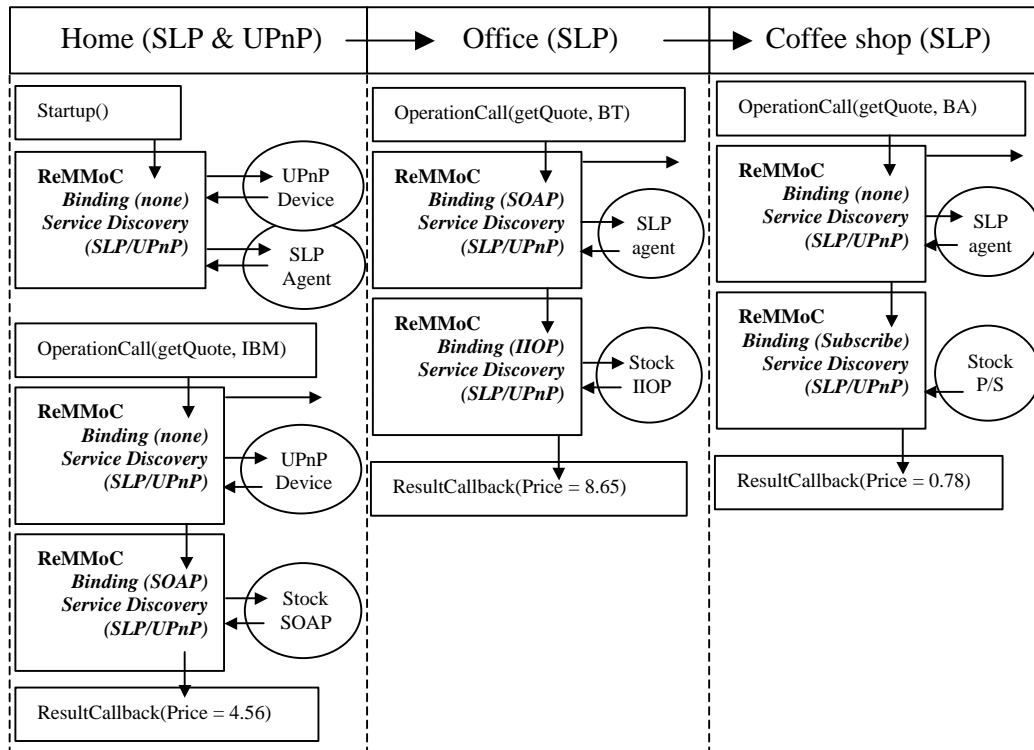 Home (SLP & UPnP)
Office (SLP)
Coffee shop (SLP)
Startup()
ReMMoC
Binding (none)
Service Discovery
(SLP/UPnP)
UPnP
Device
SLP
Agent
OperationCall(getQuote, IBM)
ReMMoC
Binding (none)
Service Discovery
(SLP/UPnP)
UPnP
Device
ReMMoC
Binding (SOAP)
Service Discovery
(SLP/UPnP)
Stock
SOAP
ResultCallback(Price = 4.56)
OperationCall(getQuote, BT)
ReMMoC
Binding (SOAP)
Service Discovery
(SLP/UPnP)
SLP
agent
ReMMoC
Binding (IIOP)
Service Discovery
(SLP/UPnP)
Stock
IIOP
ResultCallback(Price = 8.65)
OperationCall(getQuote, BA)
ReMMoC
Binding (none)
Service Discovery
(SLP/UPnP)
SLP
agent
ReMMoC
Binding (Subscribe)
Service Discovery
(SLP/UPnP)
Stock
P/S
ResultCallback(Price = 0.78)